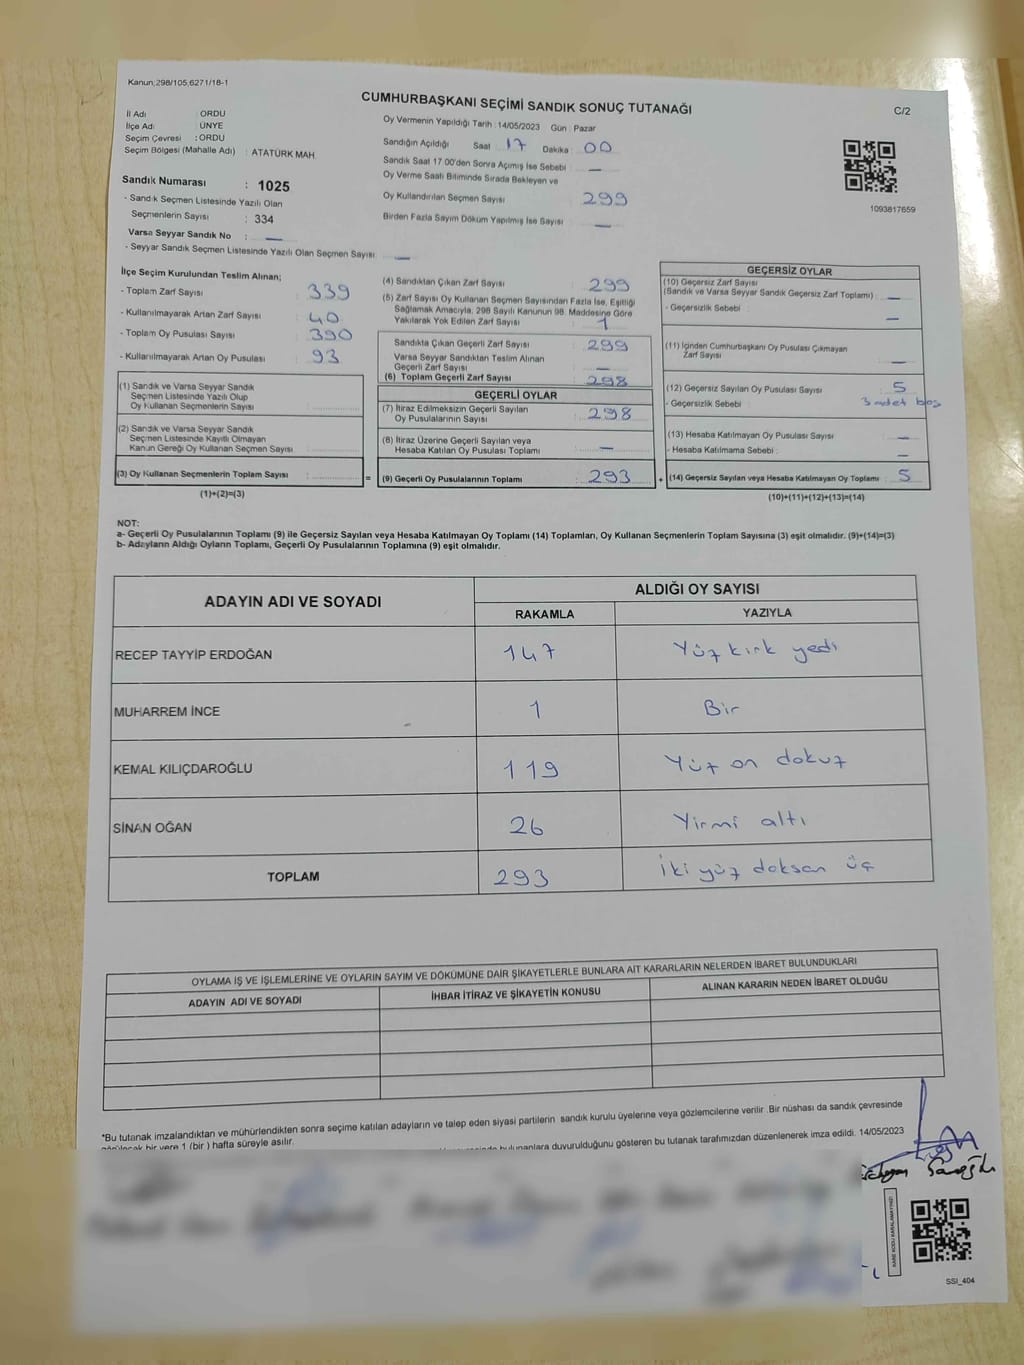 Kanun;298/105,6271/18-1
CUMHURBAŞKANI SEÇİMİ SANDIK SONUÇ TUTANAĞI
C/2
İl Adı : ORDU
İlçe Adı : ÜNYE
Seçim Çevresi : ORDU
Seçim Bölgesi (Mahalle Adı) : ATATÜRK MAH.
Sandık Numarası : 1025
- Sandık Seçmen Listesinde Yazılı Olan
Seçmenlerin Sayısı : 334
Varsa Seyyar Sandık No : —
- Seyyar Sandık Seçmen Listesinde Yazılı Olan Seçmen Sayısı: —
Oy Vermenin Yapıldığı Tarih : 14/05/2023 Gün : Pazar
Sandığın Açıldığı Saat : 17 Dakika : 00
Sandık Saat 17.00'den Sonra Açımış İse Sebebi : —
Oy Verme Saati Bitiminde Sırada Bekleyen ve
Oy Kullandırılan Seçmen Sayısı : 299
Birden Fazla Sayım Döküm Yapılmış İse Sayısı : —
1093817659
İlçe Seçim Kurulundan Teslim Alınan;
- Toplam Zarf Sayısı : 339
- Kullanılmayarak Artan Zarf Sayısı : 40
- Toplam Oy Pusulası Sayısı : 390
- Kullanılmayarak Artan Oy Pusulası : 93
(1) Sandık ve Varsa Seyyar Sandık
Seçmen Listesinde Yazılı Olup
Oy Kullanan Seçmenlerin Sayısı :
(2) Sandık ve Varsa Seyyar Sandık
Seçmen Listesinde Kayıtlı Olmayan
Kanun Gereği Oy Kullanan Seçmen Sayısı :
(3) Oy Kullanan Seçmenlerin Toplam Sayısı :
(1)+(2)=(3)
(4) Sandıktan Çıkan Zarf Sayısı : 299
(5) Zarf Sayısı Oy Kullanan Seçmen Sayısından Fazla İse, Eşitliği
Sağlamak Amacıyla, 298 Sayılı Kanunun 98. Maddesine Göre
Yakılarak Yok Edilen Zarf Sayısı : 1
Sandıkta Çıkan Geçerli Zarf Sayısı : 299
Varsa Seyyar Sandıktan Teslim Alınan
Geçerli Zarf Sayısı : —
(6) Toplam Geçerli Zarf Sayısı : 298
GEÇERLİ OYLAR
(7) İtiraz Edilmeksizin Geçerli Sayılan
Oy Pusulalarının Sayısı : 298
(8) İtiraz Üzerine Geçerli Sayılan veya
Hesaba Katılan Oy Pusulası Toplamı : —
= (9) Geçerli Oy Pusulalarının Toplamı : 293
GEÇERSİZ OYLAR
(10) Geçersiz Zarf Sayısı
(Sandık ve Varsa Seyyar Sandık Geçersiz Zarf Toplamı) : —
- Geçersizlik Sebebi : —
(11) İçinden Cumhurbaşkanı Oy Pusulası Çıkmayan
Zarf Sayısı : —
(12) Geçersiz Sayılan Oy Pusulası Sayısı : 5
- Geçersizlik Sebebi : 3 adet boş
(13) Hesaba Katılmayan Oy Pusulası Sayısı : —
- Hesaba Katılmama Sebebi : —
+ (14) Geçersiz Sayılan veya Hesaba Katılmayan Oy Toplamı : 5
(10)+(11)+(12)+(13)=(14)
NOT:
a- Geçerli Oy Pusulalarının Toplamı (9) ile Geçersiz Sayılan veya Hesaba Katılmayan Oy Toplamı (14) Toplamları, Oy Kullanan Seçmenlerin Toplam Sayısına (3) eşit olmalıdır. (9)+(14)=(3)
b- Adayların Aldığı Oyların Toplamı, Geçerli Oy Pusulalarının Toplamına (9) eşit olmalıdır.
ADAYIN ADI VE SOYADI
ALDIĞI OY SAYISI
RAKAMLA YAZIYLA
RECEP TAYYİP ERDOĞAN 147 Yüz kırk yedi
MUHARREM İNCE 1 Bir
KEMAL KILIÇDAROĞLU 119 Yüz on dokuz
SİNAN OĞAN 26 Yirmi altı
TOPLAM 293 İki yüz doksan üç
OYLAMA İŞ VE İŞLEMLERİNE VE OYLARIN SAYIM VE DÖKÜMÜNE DAİR ŞİKAYETLERLE BUNLARA AİT KARARLARIN NELERDEN İBARET BULUNDUKLARI
ADAYIN ADI VE SOYADI İHBAR İTİRAZ VE ŞİKAYETİN KONUSU ALINAN KARARIN NEDEN İBARET OLDUĞU
*Bu tutanak imzalandıktan ve mühürlendikten sonra seçime katılan adayların ve talep eden siyasi partilerin sandık kurulu üyelerine veya gözlemcilerine verilir. Bir nüshası da sandık çevresinde
görülecek bir yere 1 (bir) hafta süreyle asılır.
bulunanlara duyurulduğunu gösteren bu tutanak tarafımızdan düzenlenerek imza edildi. 14/05/2023
KARE KODU KARALAMAYINIZ!
SSI_404